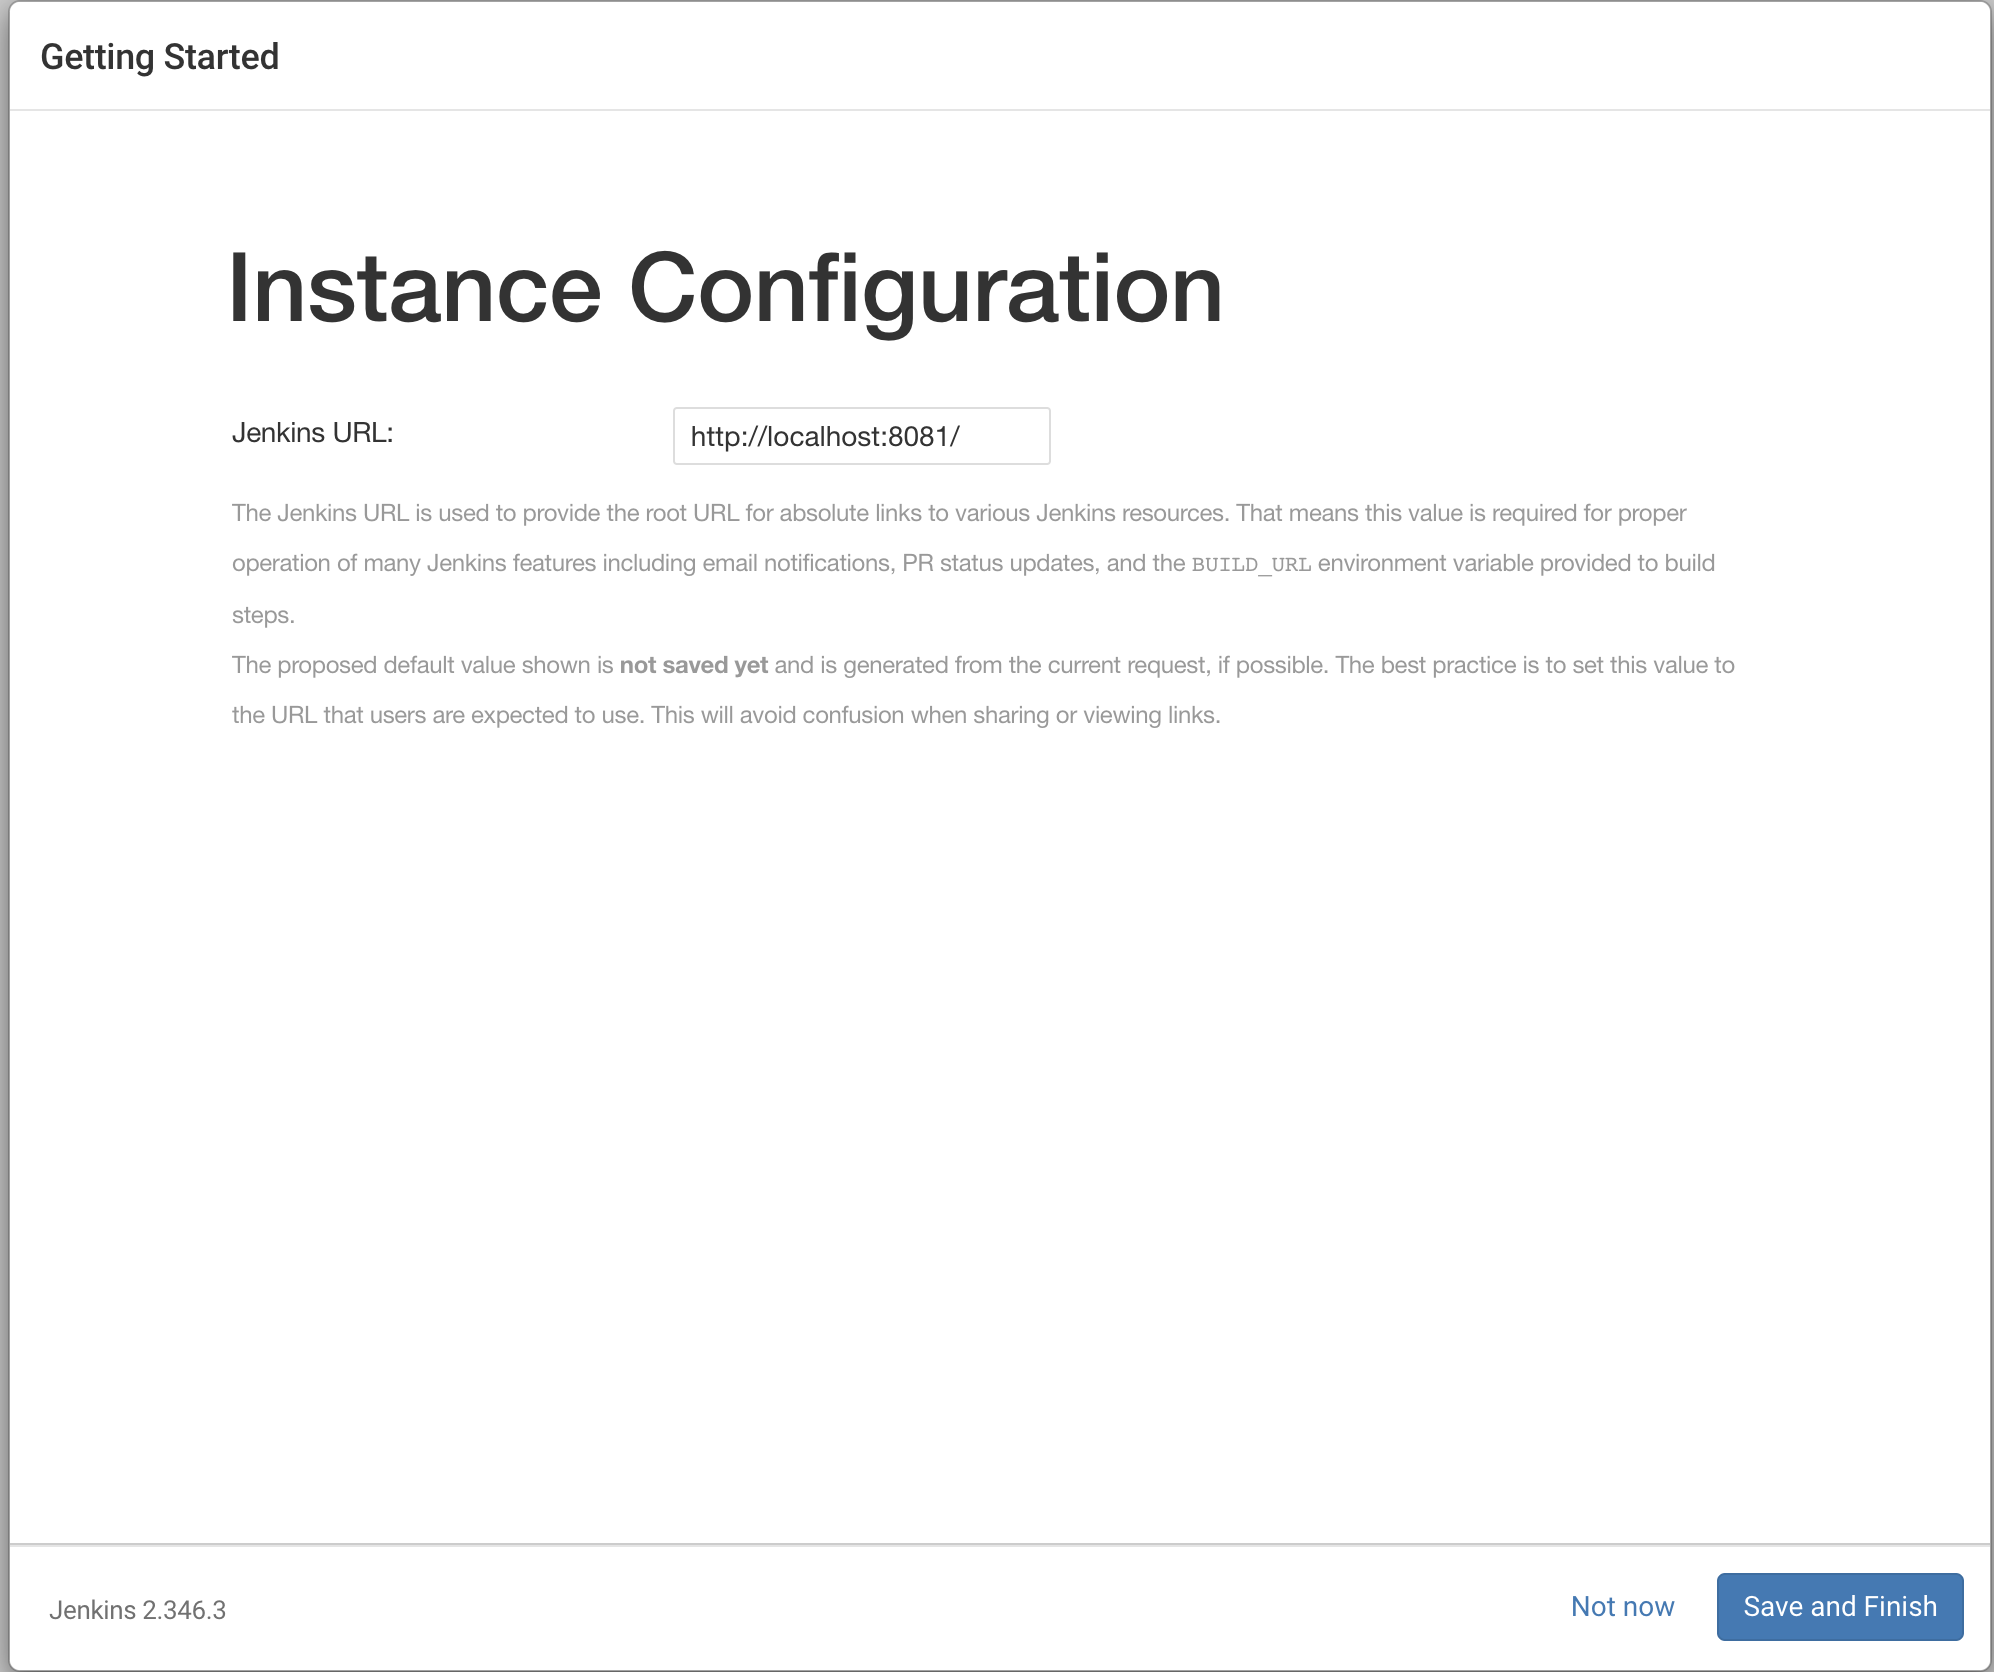 Getting Started
Instance Configuration
Jenkins URL:
http://localhost:8081/
The Jenkins URL is used to provide the root URL for absolute links to various Jenkins resources. That means this value is required for proper
operation of many Jenkins features including email notifications, PR status updates, and the BUILD_URL environment variable provided to build
steps.
The proposed default value shown is not saved yet and is generated from the current request, if possible. The best practice is to set this value to
the URL that users are expected to use. This will avoid confusion when sharing or viewing links.
Jenkins 2.346.3
Not now
Save and Finish